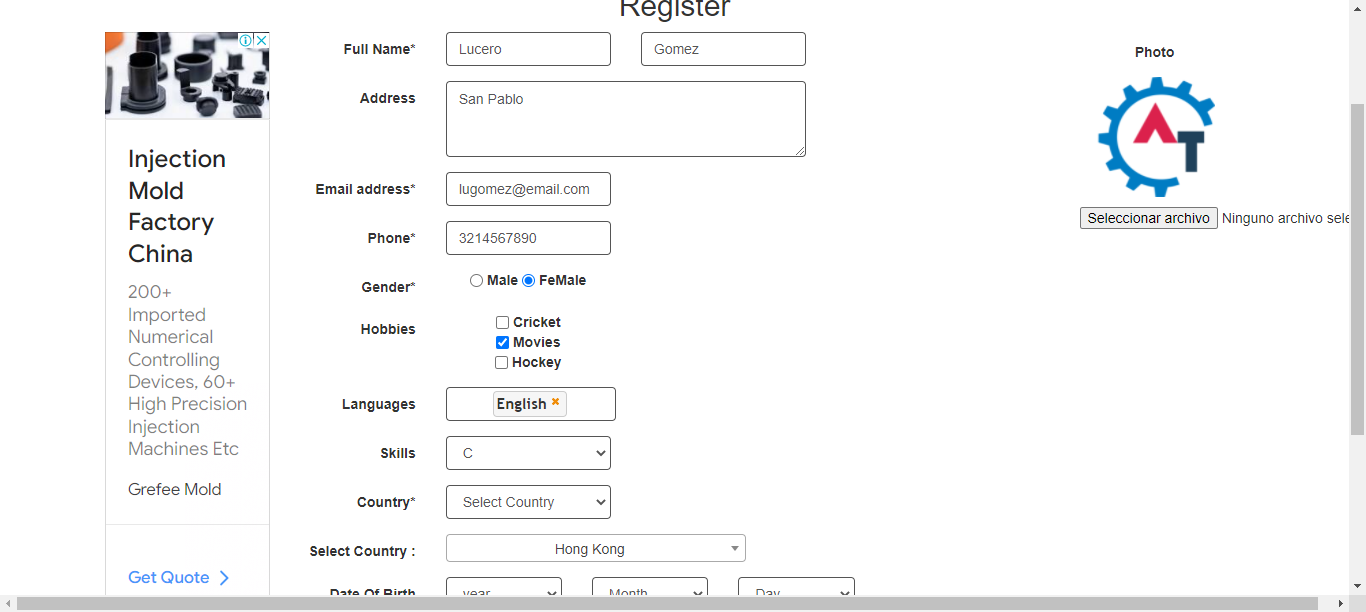 Register
Full Name*
Lucero
Gomez
Address
San Pablo
Email address*
lugomez@email.com
Phone*
3214567890
Gender*
Male FeMale
Hobbies
Cricket
Movies
Hockey
Languages
English
Skills
C
Country*
Select Country
Select Country :
Hong Kong
Date Of Birth
year
Month
Day
Photo
AT
Seleccionar archivo Ninguno archivo sele
Injection
Mold
Factory
China
200+
Imported
Numerical
Controlling
Devices, 60+
High Precision
Injection
Machines Etc
Grefee Mold
Get Quote